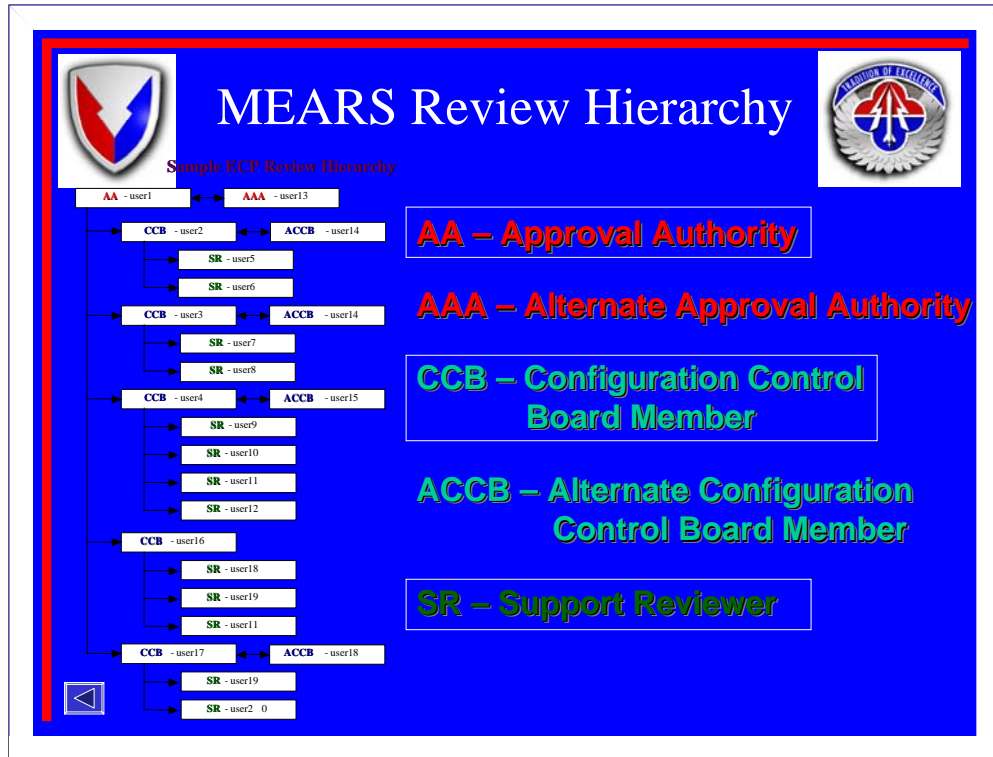 MEARS Review Hierarchy
TRADITION OF EXCELLENCE
Sample ECP Review Hierarchy
AA - user1
AAA - user13
CCB - user2
ACCB - user14
SR - user5
SR - user6
CCB - user3
ACCB - user14
SR - user7
SR - user8
CCB - user4
ACCB - user15
SR - user9
SR - user10
SR - user11
SR - user12
CCB - user16
SR - user18
SR - user19
SR - user11
CCB - user17
ACCB - user18
SR - user19
SR - user2 0
AA – Approval Authority
AAA – Alternate Approval Authority
CCB – Configuration Control
Board Member
ACCB – Alternate Configuration
Control Board Member
SR – Support Reviewer